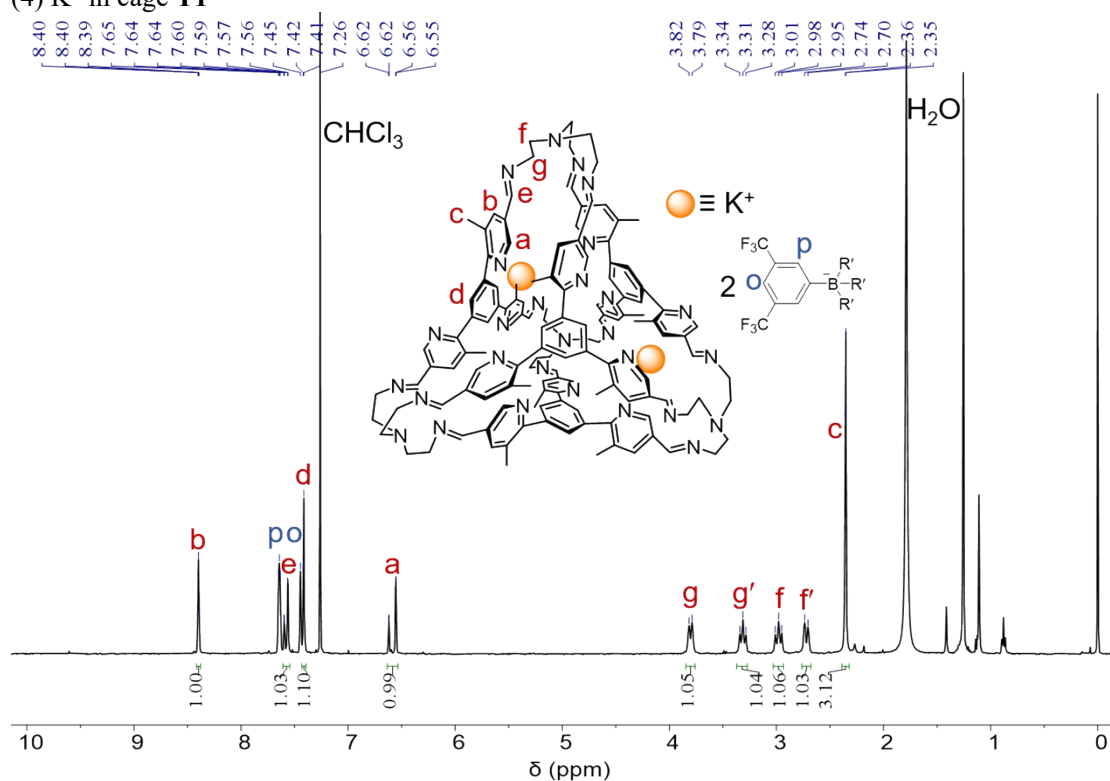 (4) K⁺ in cage
8.40 8.40 8.39 7.65 7.64 7.64 7.60 7.59 7.57 7.56 7.45 7.42 7.41 7.26 6.62 6.62 6.56 6.55
3.82 3.79 3.34 3.31 3.28 3.01 2.98 2.95 2.74 2.70 2.36 2.35
CHCl₃
H₂O
f N
g
N
b e
c
a
N
d
≡ K⁺
2
F₃C
p
o
F₃C
B⁻
R′
R′
R′
c
d
b
p o
e
a
g
g′
f
f′
1.00 1.03 1.10 0.99 1.05 1.04 1.06 1.03 3.12
10 9 8 7 6 5 4 3 2 1 0
δ (ppm)